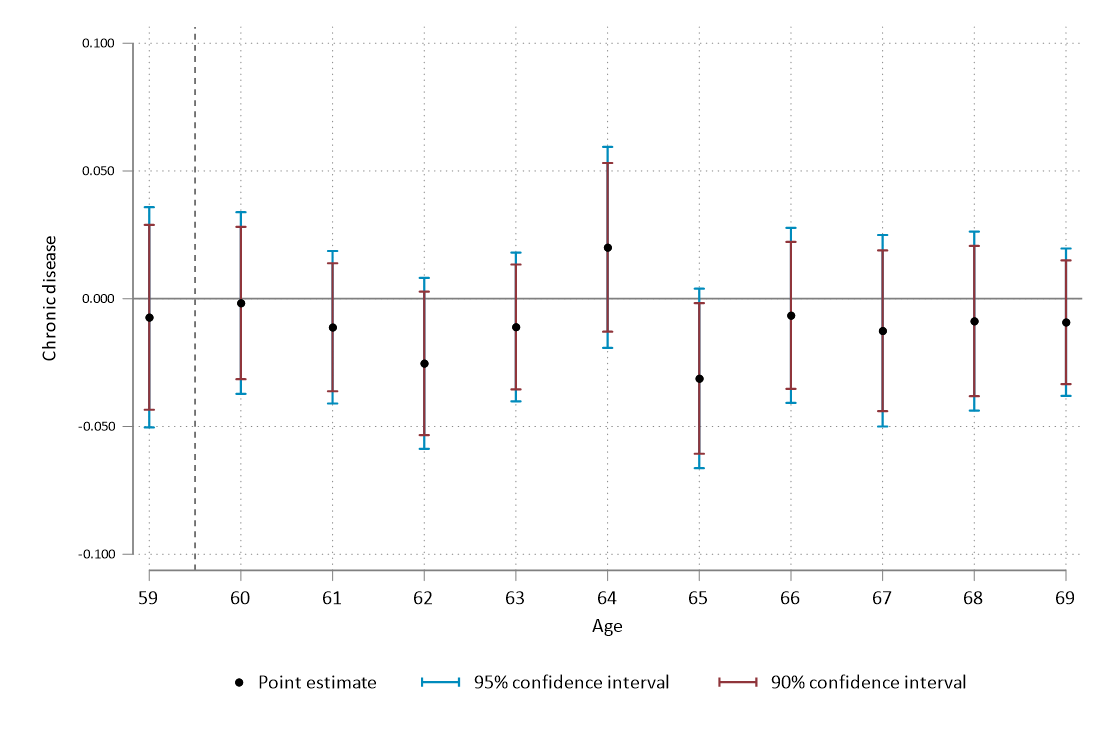 0.100
0.050
0.000
-0.050
-0.100
Chronic disease
59 60 61 62 63 64 65 66 67 68 69
Age
Point estimate 95% confidence interval 90% confidence interval